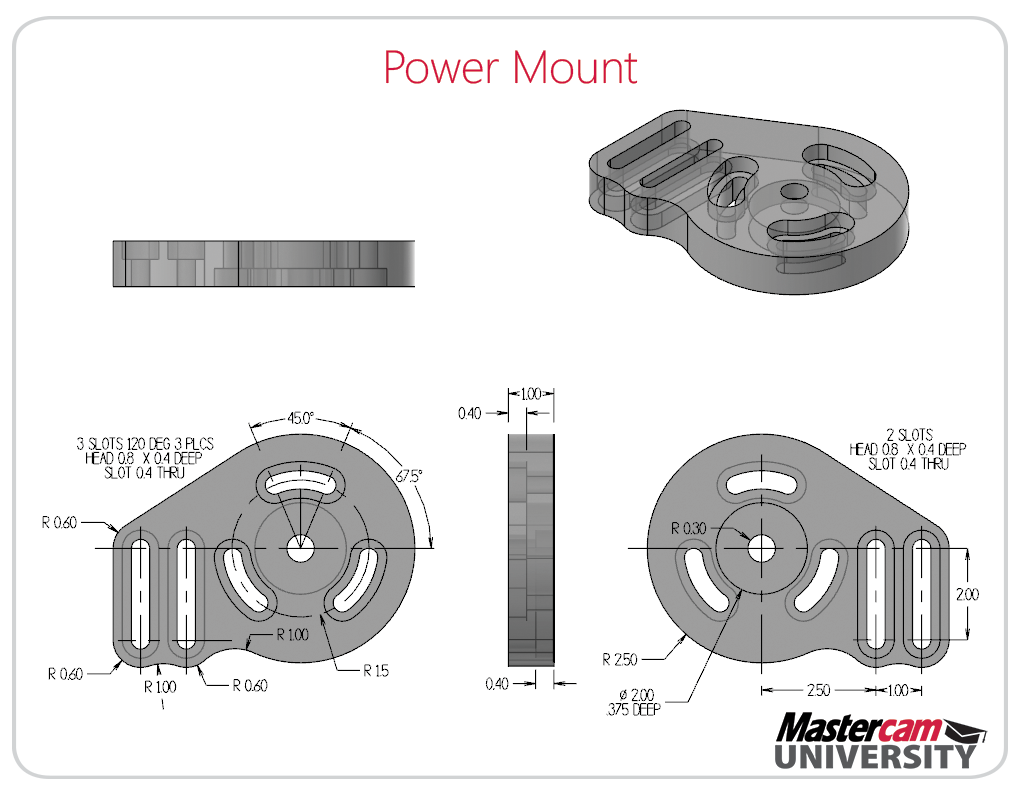 Power Mount
1.00
0.40
45.0°
3 SLOTS 120 DEG 3 PLCS
HEAD 0.8 X 0.4 DEEP
SLOT 0.4 THRU
67.5°
2 SLOTS
HEAD 0.8 X 0.4 DEEP
SLOT 0.4 THRU
R 0.60
R 0.30
2.00
R 1.00
R 2.50
R 1.5
R 0.60
R 1.00
R 0.60
0.40
ø 2.00
.375 DEEP
2.50
1.00
Mastercam
UNIVERSITY